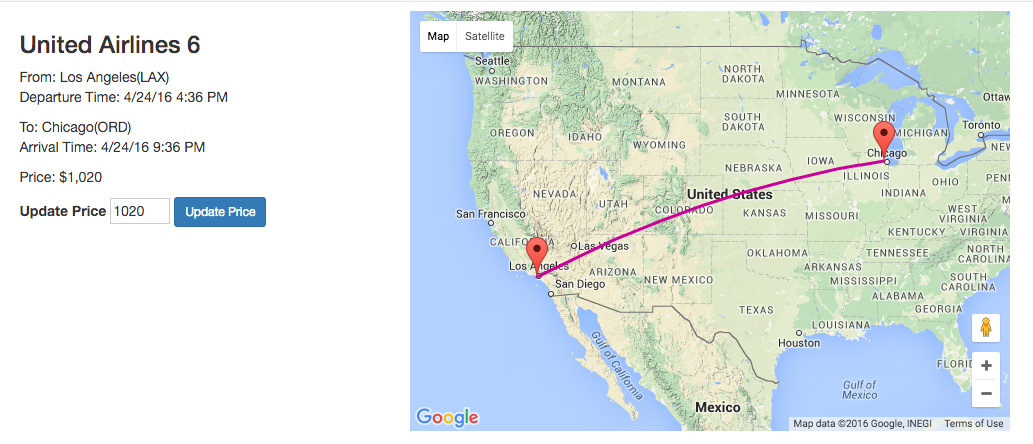 United Airlines 6
From: Los Angeles(LAX)
Departure Time: 4/24/16 4:36 PM
To: Chicago(ORD)
Arrival Time: 4/24/16 9:36 PM
Price: $1,020
Update Price 1020 Update Price
Map Satellite
Seattle
WASHINGTON
MONTANA
NORTH
DAKOTA
MINNESOTA
Ottaw
OREGON
IDAHO
WYOMING
SOUTH
DAKOTA
WISCONSIN
MICHIGAN
Toronto
Chicago
NEW
NEBRASKA
IOWA
ILLINOIS
INDIANA
OHIO
PENN
NEVADA
UTAH
United States
COLORADO
KANSAS
MISSOURI
WEST
VIRGINIA
KENTUCKY
VIRGINIA
San Francisco
CALIFORNIA
Las Vegas
Los Angeles
ARIZONA
NEW MEXICO
OKLAHOMA
ARKANSAS
TENNESSEE
NORTH
CAROLINA
San Diego
MISSISSIPPI
SOUTH
CAROLINA
ALABAMA
GEORGIA
TEXAS
LOUISIANA
Houston
FLORI
Gulf of California
Gulf of
Mexico
Mexico
+
−
Google
Map data ©2016 Google, INEGI Terms of Use